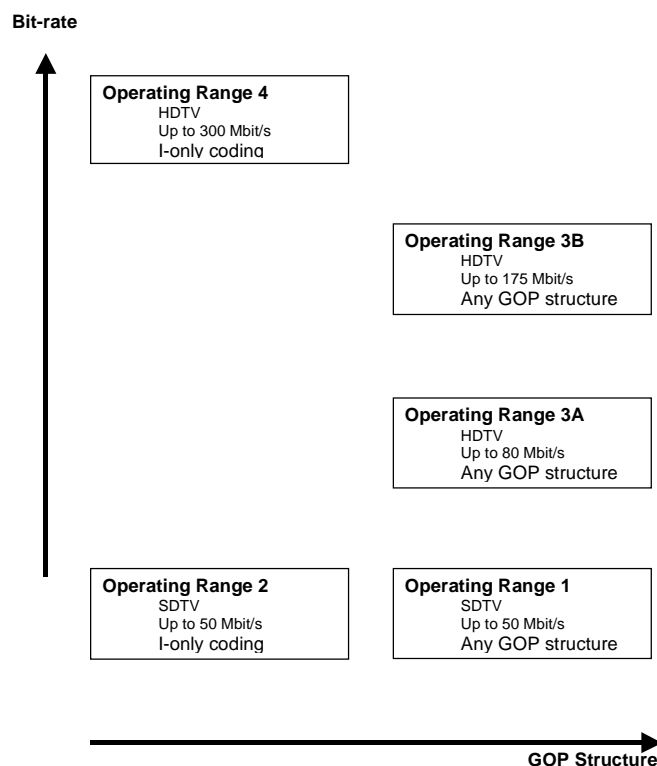 Bit-rate
Operating Range 4
HDTV
Up to 300 Mbit/s
I-only coding
Operating Range 3B
HDTV
Up to 175 Mbit/s
Any GOP structure
Operating Range 3A
HDTV
Up to 80 Mbit/s
Any GOP structure
Operating Range 2
SDTV
Up to 50 Mbit/s
I-only coding
Operating Range 1
SDTV
Up to 50 Mbit/s
Any GOP structure
GOP Structure